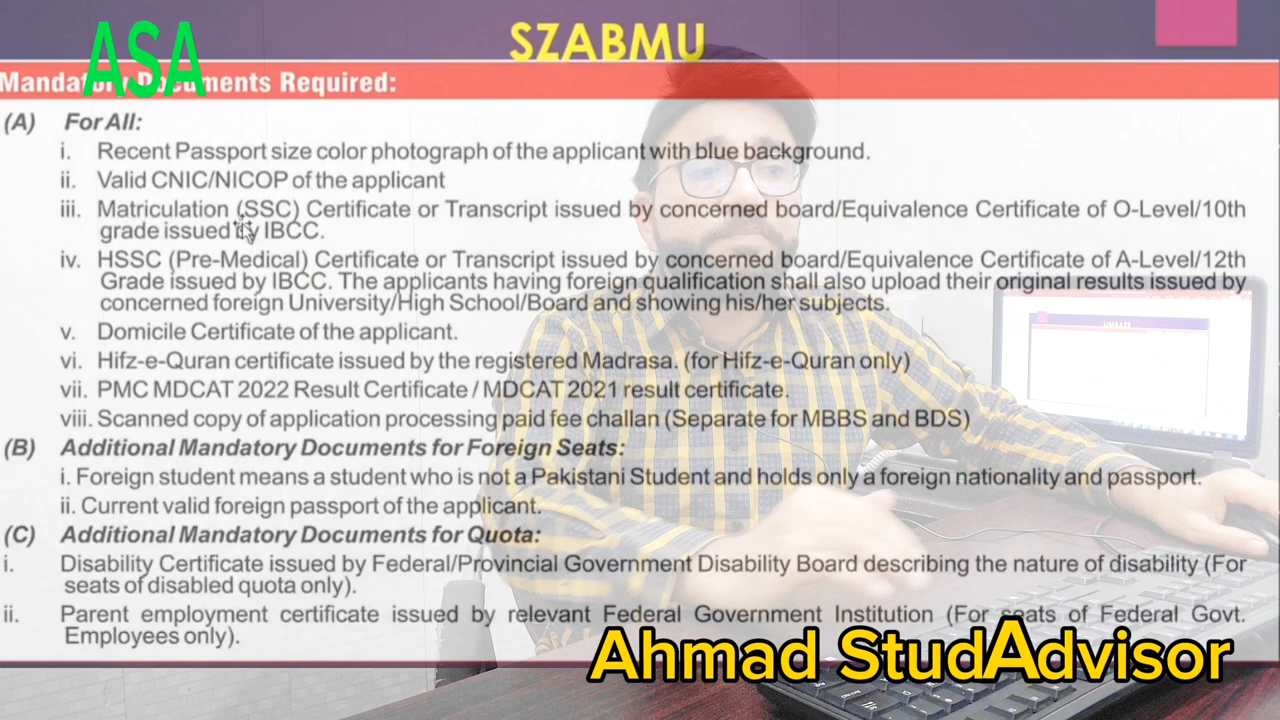 ASA
SZABMU
Mandatory Documents Required:
(A) For All:
i. Recent Passport size color photograph of the applicant with blue background.
ii. Valid CNIC/NICOP of the applicant
iii. Matriculation (SSC) Certificate or Transcript issued by concerned board/Equivalence Certificate of O-Level/10th
grade issued by IBCC.
iv. HSSC (Pre-Medical) Certificate or Transcript issued by concerned board/Equivalence Certificate of A-Level/12th
Grade issued by IBCC. The applicants having foreign qualification shall also upload their original results issued by
concerned foreign University/High School/Board and showing his/her subjects.
v. Domicile Certificate of the applicant.
vi. Hifz-e-Quran certificate issued by the registered Madrasa. (for Hifz-e-Quran only)
vii. PMC MDCAT 2022 Result Certificate / MDCAT 2021 result certificate.
viii. Scanned copy of application processing paid fee challan (Separate for MBBS and BDS)
(B) Additional Mandatory Documents for Foreign Seats:
i. Foreign student means a student who is not a Pakistani Student and holds only a foreign nationality and passport.
ii. Current valid foreign passport of the applicant.
(C) Additional Mandatory Documents for Quota:
i. Disability Certificate issued by Federal/Provincial Government Disability Board describing the nature of disability (For
seats of disabled quota only).
ii. Parent employment certificate issued by relevant Federal Government Institution (For seats of Federal Govt.
Employees only).
Ahmad StudAdvisor